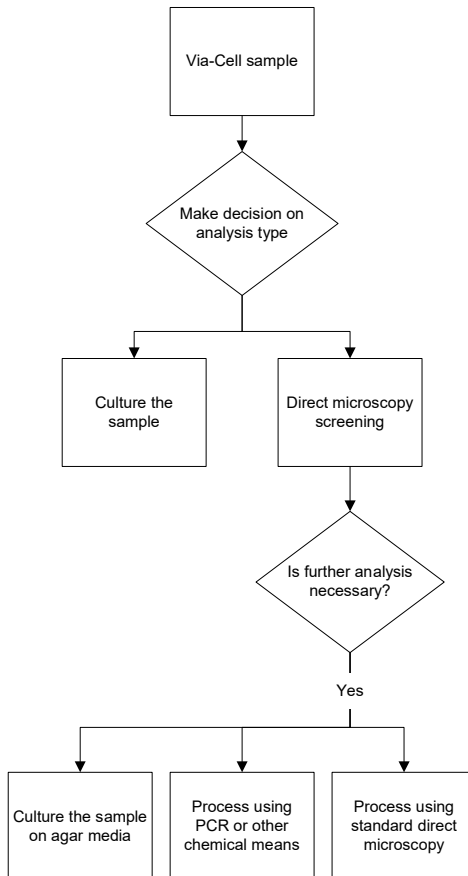 Via-Cell sample
Make decision on
analysis type
Culture the
sample
Direct microscopy
screening
Is further analysis
necessary?
Yes
Culture the sample
on agar media
Process using
PCR or other
chemical means
Process using
standard direct
microscopy